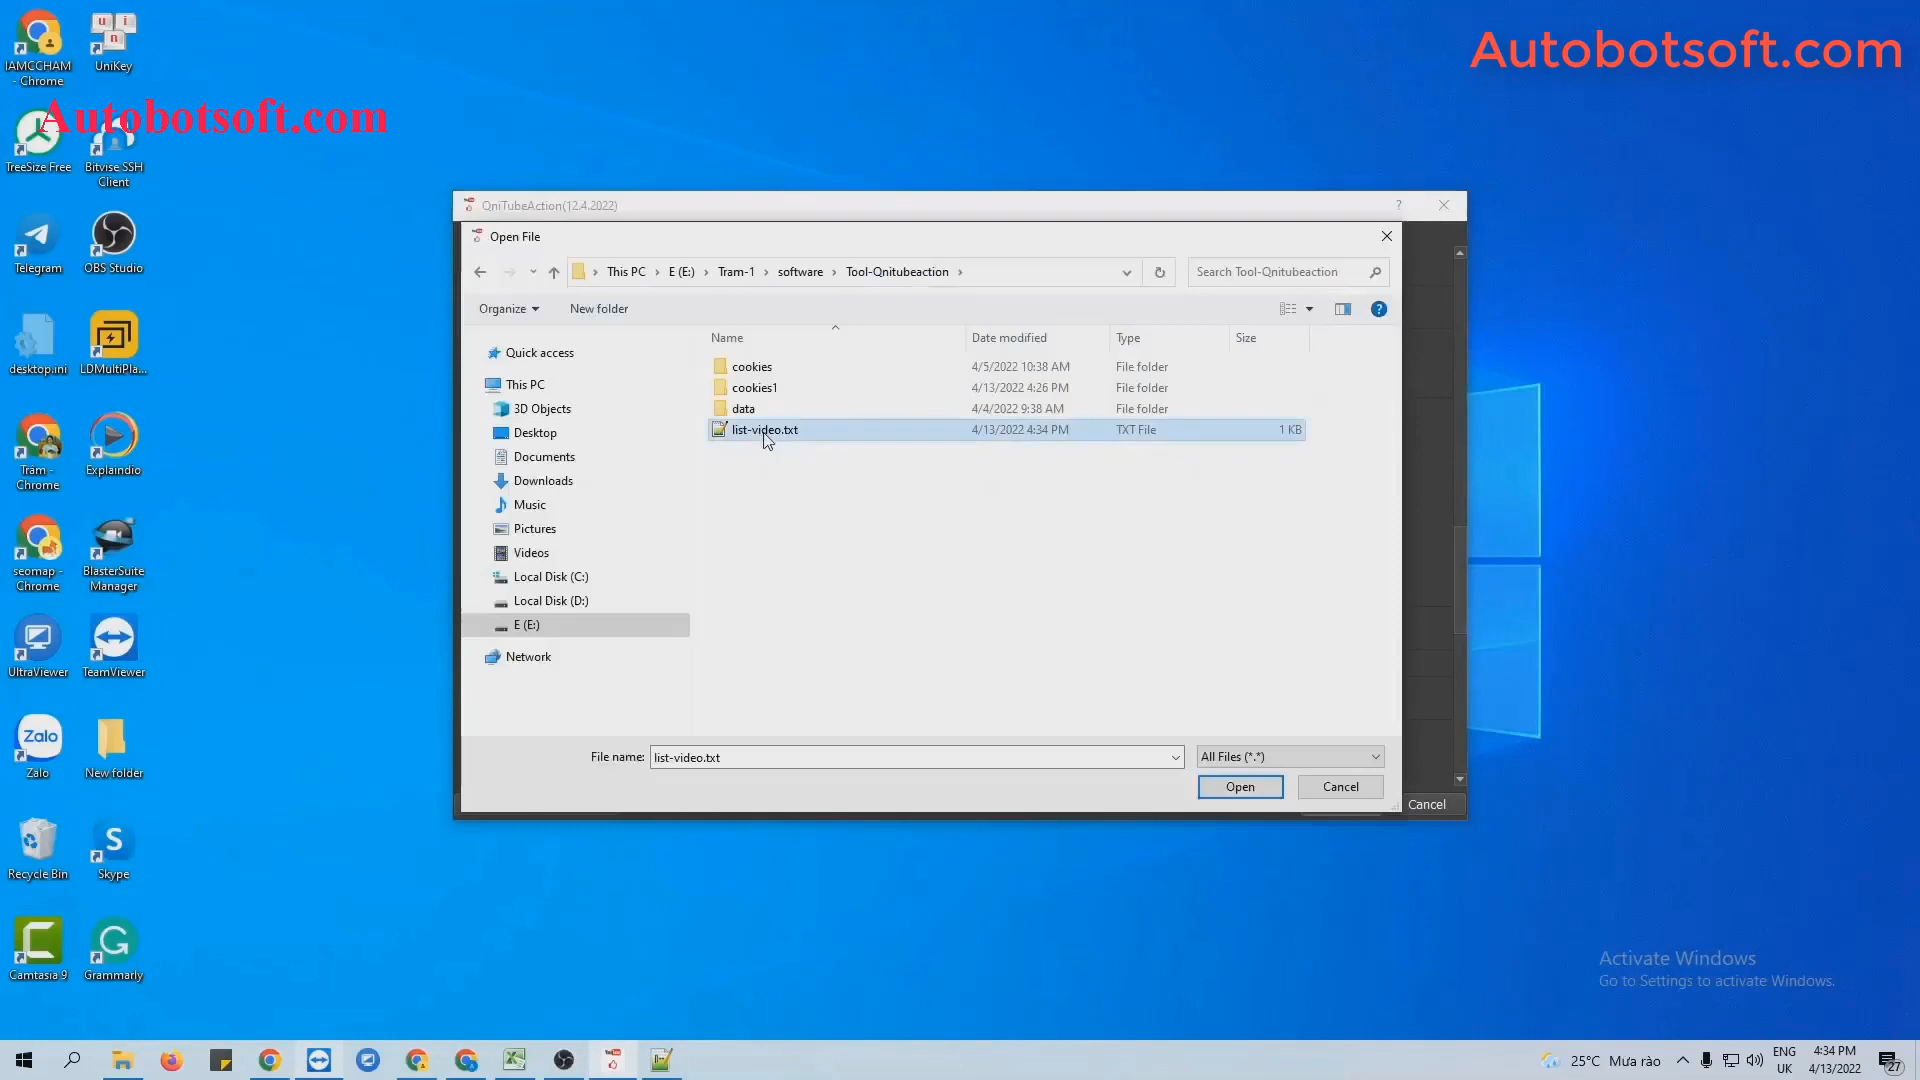 IAMCCHAM
- Chrome
UniKey
Autobotsoft.com
Autobotsoft.com
TreeSize Free
Bitvise SSH
Client
Telegram
OBS Studio
desktop.ini
LDMultiPla...
Tram -
Chrome
Explaindio
seomap -
Chrome
BlasterSuite
Manager
UltraViewer
TeamViewer
Zalo
Zalo
New folder
Recycle Bin
Skype
Camtasia 9
Grammarly
QniTubeAction(12.4.2022)
Open File
This PC
E (E:)
Tram-1
software
Tool-Qnitubeaction
Search Tool-Qnitubeaction
Organize
New folder
Name
Date modified
Type
Size
cookies
4/5/2022 10:38 AM
File folder
cookies1
4/13/2022 4:26 PM
File folder
data
4/4/2022 9:38 AM
File folder
list-video.txt
4/13/2022 4:34 PM
TXT File
1 KB
Quick access
This PC
3D Objects
Desktop
Documents
Downloads
Music
Pictures
Videos
Local Disk (C:)
Local Disk (D:)
E (E:)
Network
File name:
list-video.txt
All Files (*.*)
Open
Cancel
Cancel
Activate Windows
Go to Settings to activate Windows.
25°C Mưa rào
ENG
UK
4:34 PM
4/13/2022
27